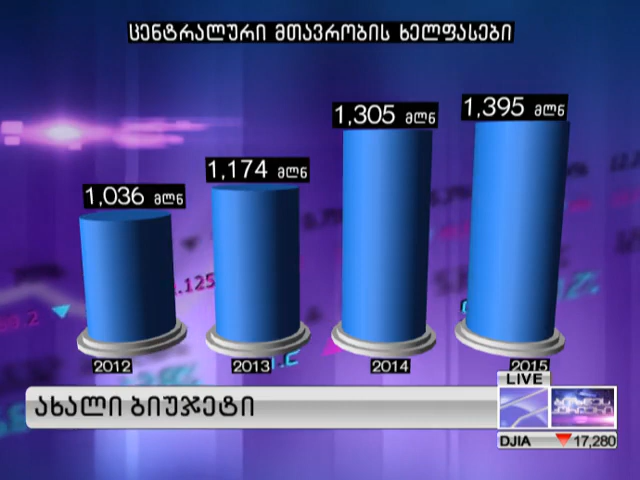 ცენტრალური მთავრობის ხელფასები
1,036 მლნ
1,174 მლნ
1,305 მლნ
1,395 მლნ
2012
2013
2014
2015
ახალი ბიუჯეტი
LIVE
DJIA 17,280